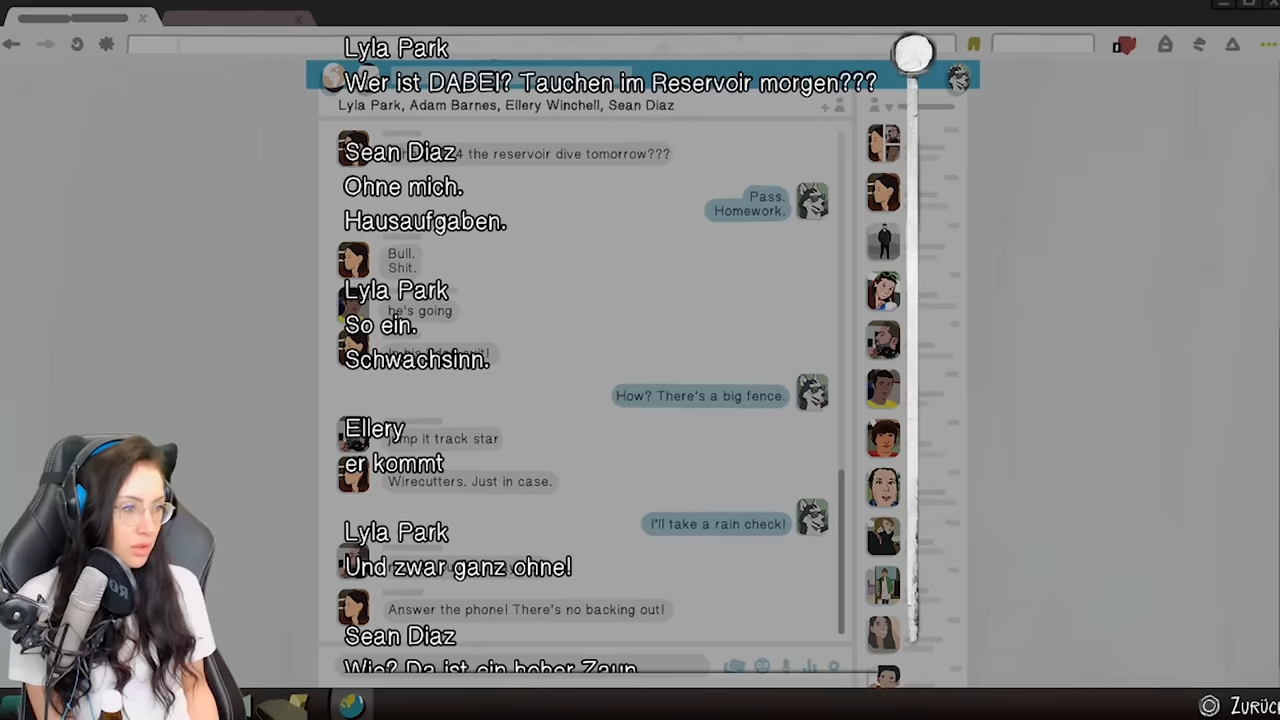 Lyla Park
Wer ist DABEI? Tauchen im Reservoir morgen???
Lyla Park, Adam Barnes, Ellery Winchell, Sean Diaz
Sean Diaz
4 the reservoir dive tomorrow???
Ohne mich.
Hausaufgaben.
Pass.
Homework.
Bull.
Shit.
Lyla Park
he's going
So ein.
Schwachsinn.
How? There's a big fence.
Ellery
jump it track star
er kommt
Wirecutters. Just in case.
I'll take a rain check!
Lyla Park
Und zwar ganz ohne!
Answer the phone! There's no backing out!
Sean Diaz
Wie? Da ist ein hoher Zaun.
Zurück